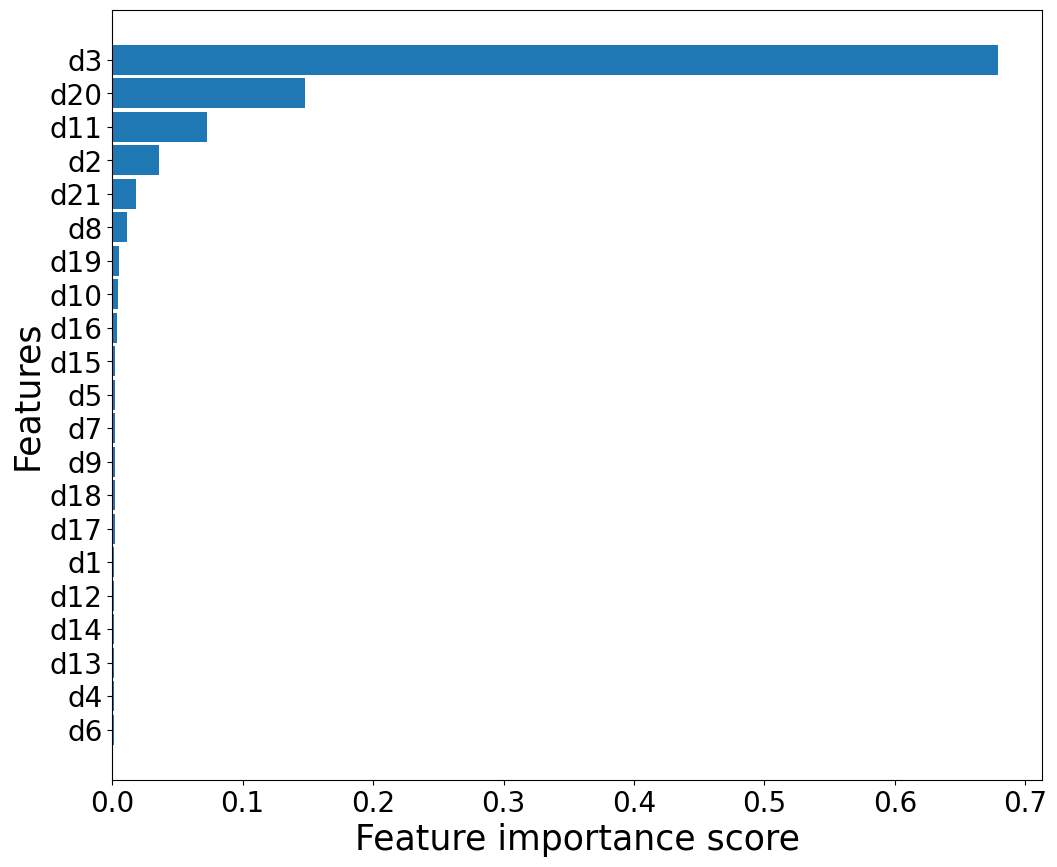 d3
d20
d11
d2
d21
d8
d19
d10
d16
d15
d5
d7
d9
d18
d17
d1
d12
d14
d13
d4
d6
Features
0.0 0.1 0.2 0.3 0.4 0.5 0.6 0.7
Feature importance score